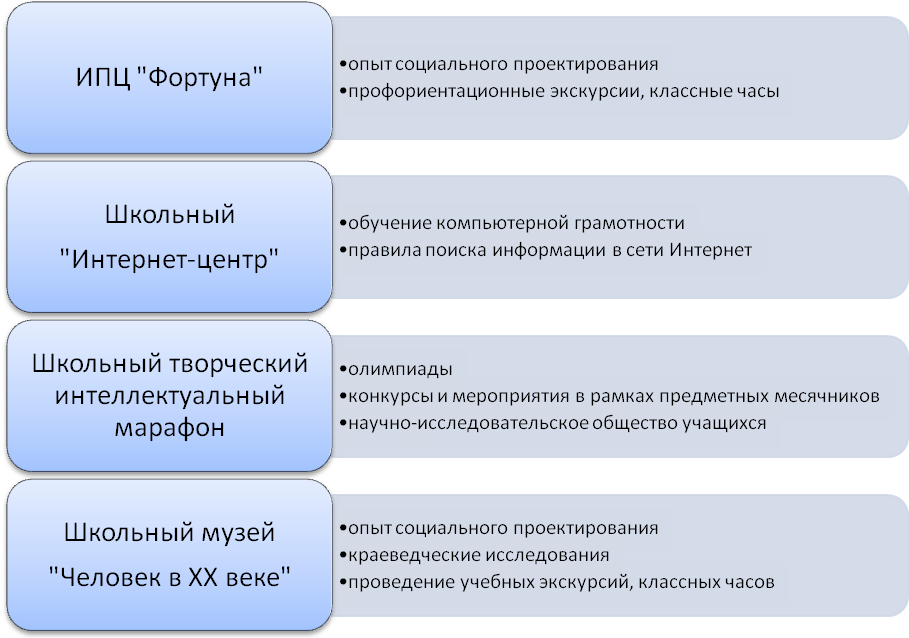 ИПЦ "Фортуна"
•опыт социального проектирования
•профориентационные экскурсии, классные часы
Школьный
"Интернет-центр"
•обучение компьютерной грамотности
•правила поиска информации в сети Интернет
Школьный творческий
интеллектуальный
марафон
•олимпиады
•конкурсы и мероприятия в рамках предметных месячников
•научно-исследовательское общество учащихся
Школьный музей
"Человек в XX веке"
•опыт социального проектирования
•краеведческие исследования
•проведение учебных экскурсий, классных часов